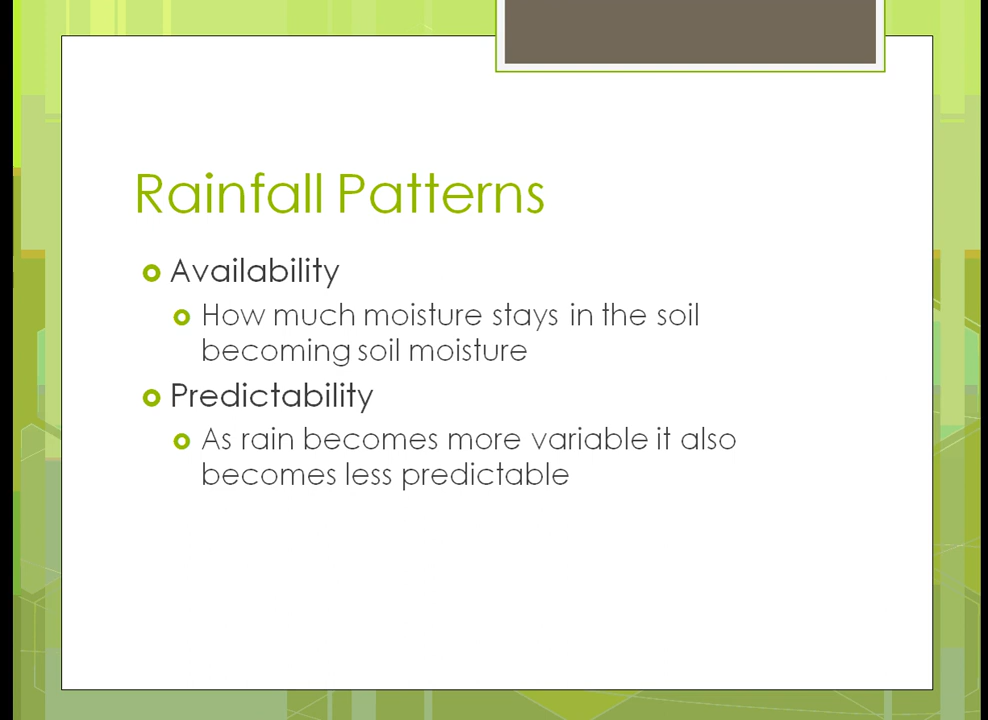 Rainfall Patterns
Availability
How much moisture stays in the soil
becoming soil moisture
Predictability
As rain becomes more variable it also
becomes less predictable